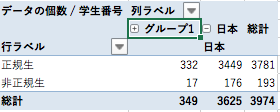 データの個数 / 学生番号 列ラベル
グループ1 日本 総計
行ラベル 日本
正規生 332 3449 3781
非正規生 17 176 193
総計 349 3625 3974